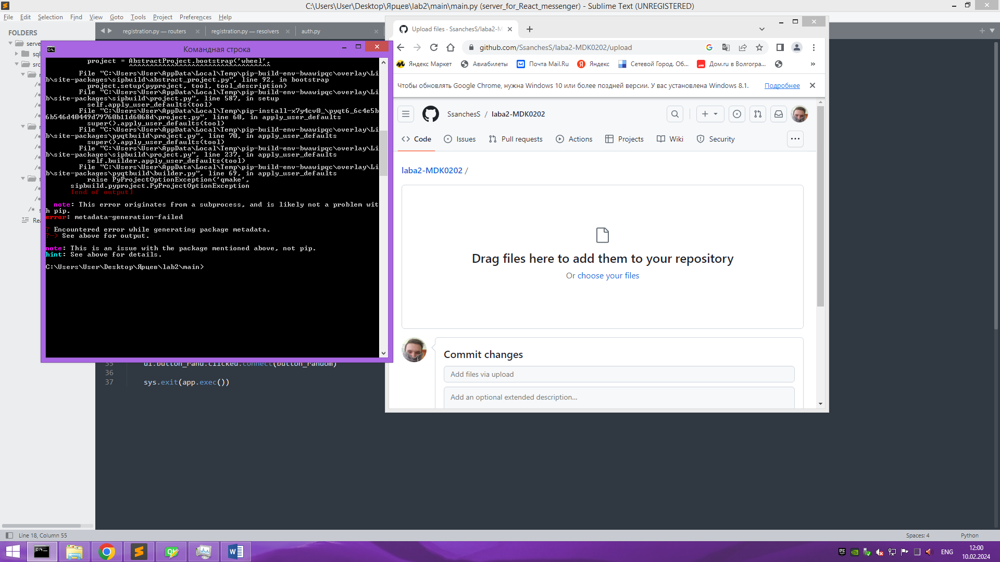 C:\Users\User\Desktop\Ярцев\lab2\main\main.py (server_for_React_messenger) - Sublime Text (UNREGISTERED)
File Edit Selection Find View Goto Tools Project Preferences Help
FOLDERS
serve
sql
src
/*
/*
/*
/*
/*
/*
/*
/*
s
/*
/*
/* s
Rea
registration.py — routers
registration.py — resolvers
auth.py
Командная строка
project = AbstractProject.bootstrap('wheel',
^^^^^^^^^^^^^^^^^^^^^^^^^^^^^^^^^^
File "C:\Users\User\AppData\Local\Temp\pip-build-env-bwawipqc\overlay\Li
b\site-packages\sipbuild\abstract_project.py", line 92, in bootstrap
project.setup(pyproject, tool, tool_description)
File "C:\Users\User\AppData\Local\Temp\pip-build-env-bwawipqc\overlay\Li
b\site-packages\sipbuild\project.py", line 587, in setup
self.apply_user_defaults(tool)
File "C:\Users\User\AppData\Local\Temp\pip-install-x7y4cv0_\pyqt6_6c4e5b
6b546d40449d79760b11d6068d\project.py", line 60, in apply_user_defaults
super().apply_user_defaults(tool)
File "C:\Users\User\AppData\Local\Temp\pip-build-env-bwawipqc\overlay\Li
b\site-packages\pyqtbuild\project.py", line 70, in apply_user_defaults
super().apply_user_defaults(tool)
File "C:\Users\User\AppData\Local\Temp\pip-build-env-bwawipqc\overlay\Li
b\site-packages\sipbuild\project.py", line 237, in apply_user_defaults
self.builder.apply_user_defaults(tool)
File "C:\Users\User\AppData\Local\Temp\pip-build-env-bwawipqc\overlay\Li
b\site-packages\pyqtbuild\builder.py", line 69, in apply_user_defaults
raise PyProjectOptionException('qmake',
sipbuild.pyproject.PyProjectOptionException
[end of output]
note: This error originates from a subprocess, and is likely not a problem wit
h pip.
error: metadata-generation-failed
? Encountered error while generating package metadata.
?-> See above for output.
note: This is an issue with the package mentioned above, not pip.
hint: See above for details.
C:\Users\User\Desktop\Ярцев\lab2\main>
35 ui.button_rand.clicked.connect(button_random)
36
37 sys.exit(app.exec())
Upload files · SsanchesS/laba2-M
github.com/SsanchesS/laba2-MDK0202/upload
Яндекс Маркет Авиабилеты Почта Mail.Ru Яндекс Сетевой Город. Об... Дом.ru в Волгогра... »
Чтобы обновлять Google Chrome, нужна Windows 10 или более поздней версии. У вас установлена Windows 8.1. Подробнее
SsanchesS / laba2-MDK0202
Code Issues Pull requests Actions Projects Wiki Security
laba2-MDK0202 /
Drag files here to add them to your repository
Or choose your files
Commit changes
Add files via upload
Add an optional extended description...
Line 18, Column 55
Spaces: 4
Python
ENG
12:00
10.02.2024